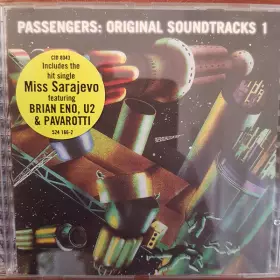 PASSENGERS: ORIGINAL SOUNDTRACKS 1
CID 8043
Includes the
hit single
Miss Sarajevo
featuring
BRIAN ENO, U2
& PAVAROTTI
524 166-2